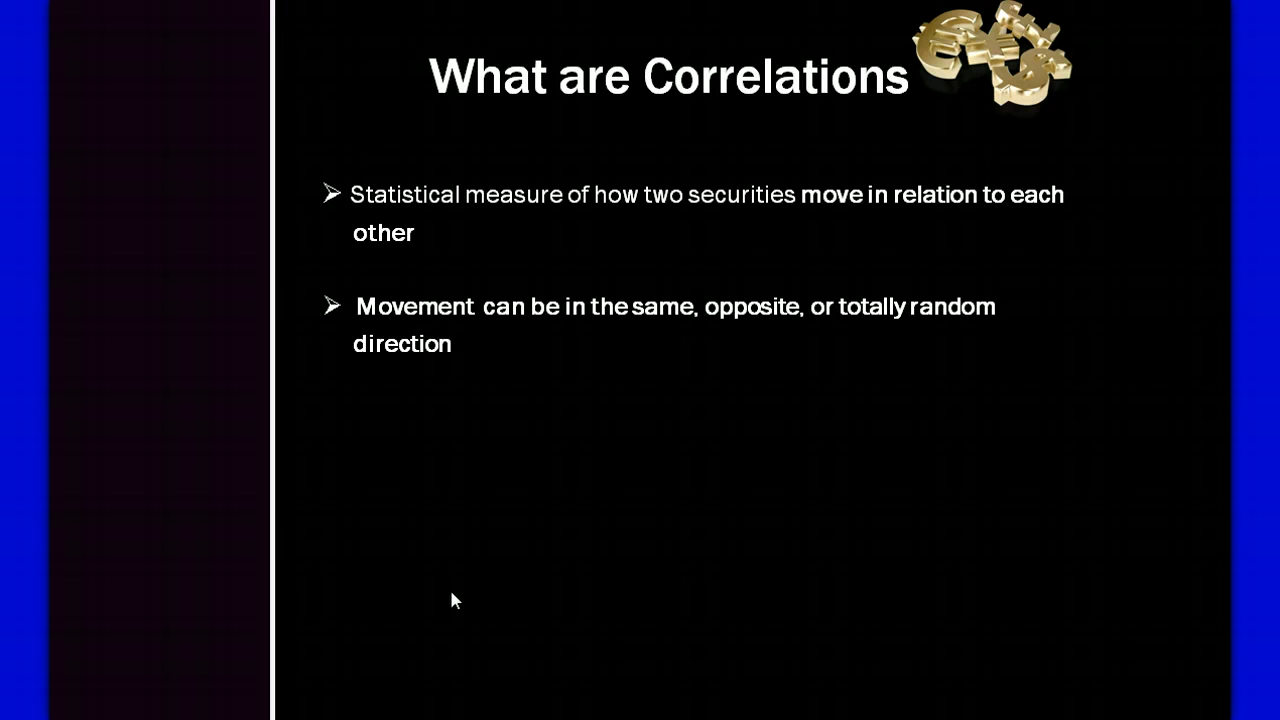 What are Correlations
➢ Statistical measure of how two securities move in relation to each
other
➢ Movement can be in the same, opposite, or totally random
direction